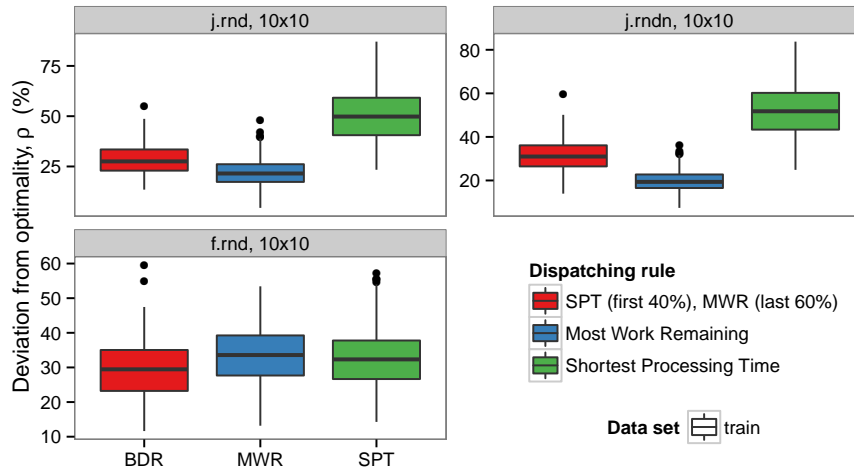 j.rnd, 10x10
j.rndn, 10x10
75
50
25
80
60
40
20
Deviation from optimality, ρ (%)
f.rnd, 10x10
60
50
40
30
20
10
BDR MWR SPT
Dispatching rule
SPT (first 40%), MWR (last 60%)
Most Work Remaining
Shortest Processing Time
Data set train